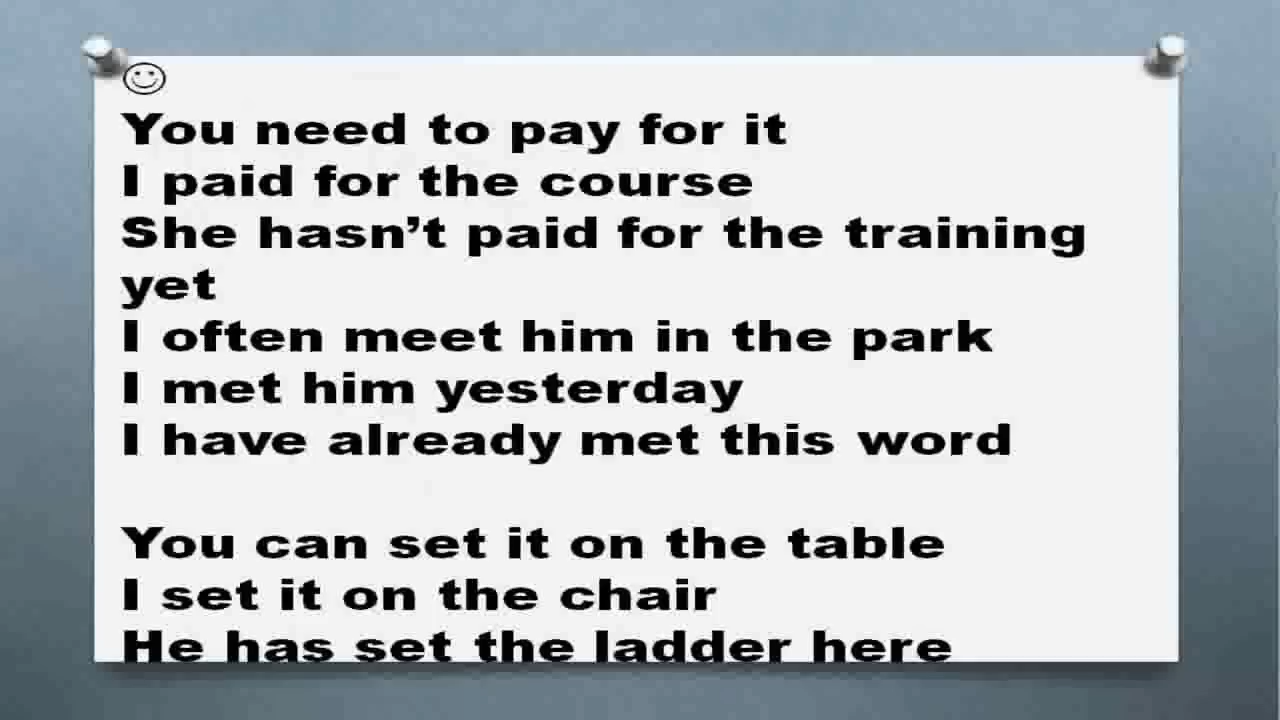 You need to pay for it
I paid for the course
She hasn’t paid for the training
yet
I often meet him in the park
I met him yesterday
I have already met this word
You can set it on the table
I set it on the chair
He has set the ladder here